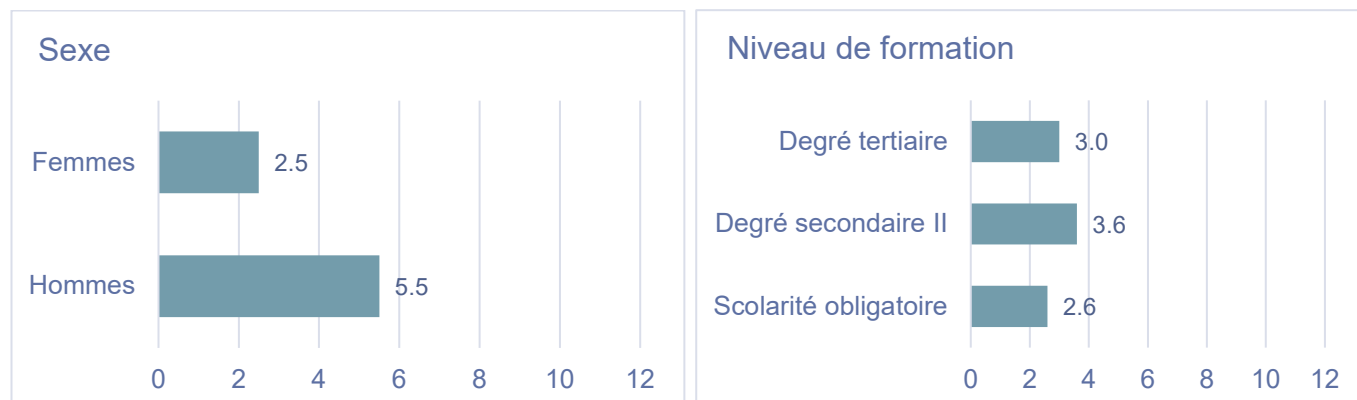 Sexe
Femmes 2.5
Hommes 5.5
0 2 4 6 8 10 12
Niveau de formation
Degré tertiaire 3.0
Degré secondaire II 3.6
Scolarité obligatoire 2.6
0 2 4 6 8 10 12